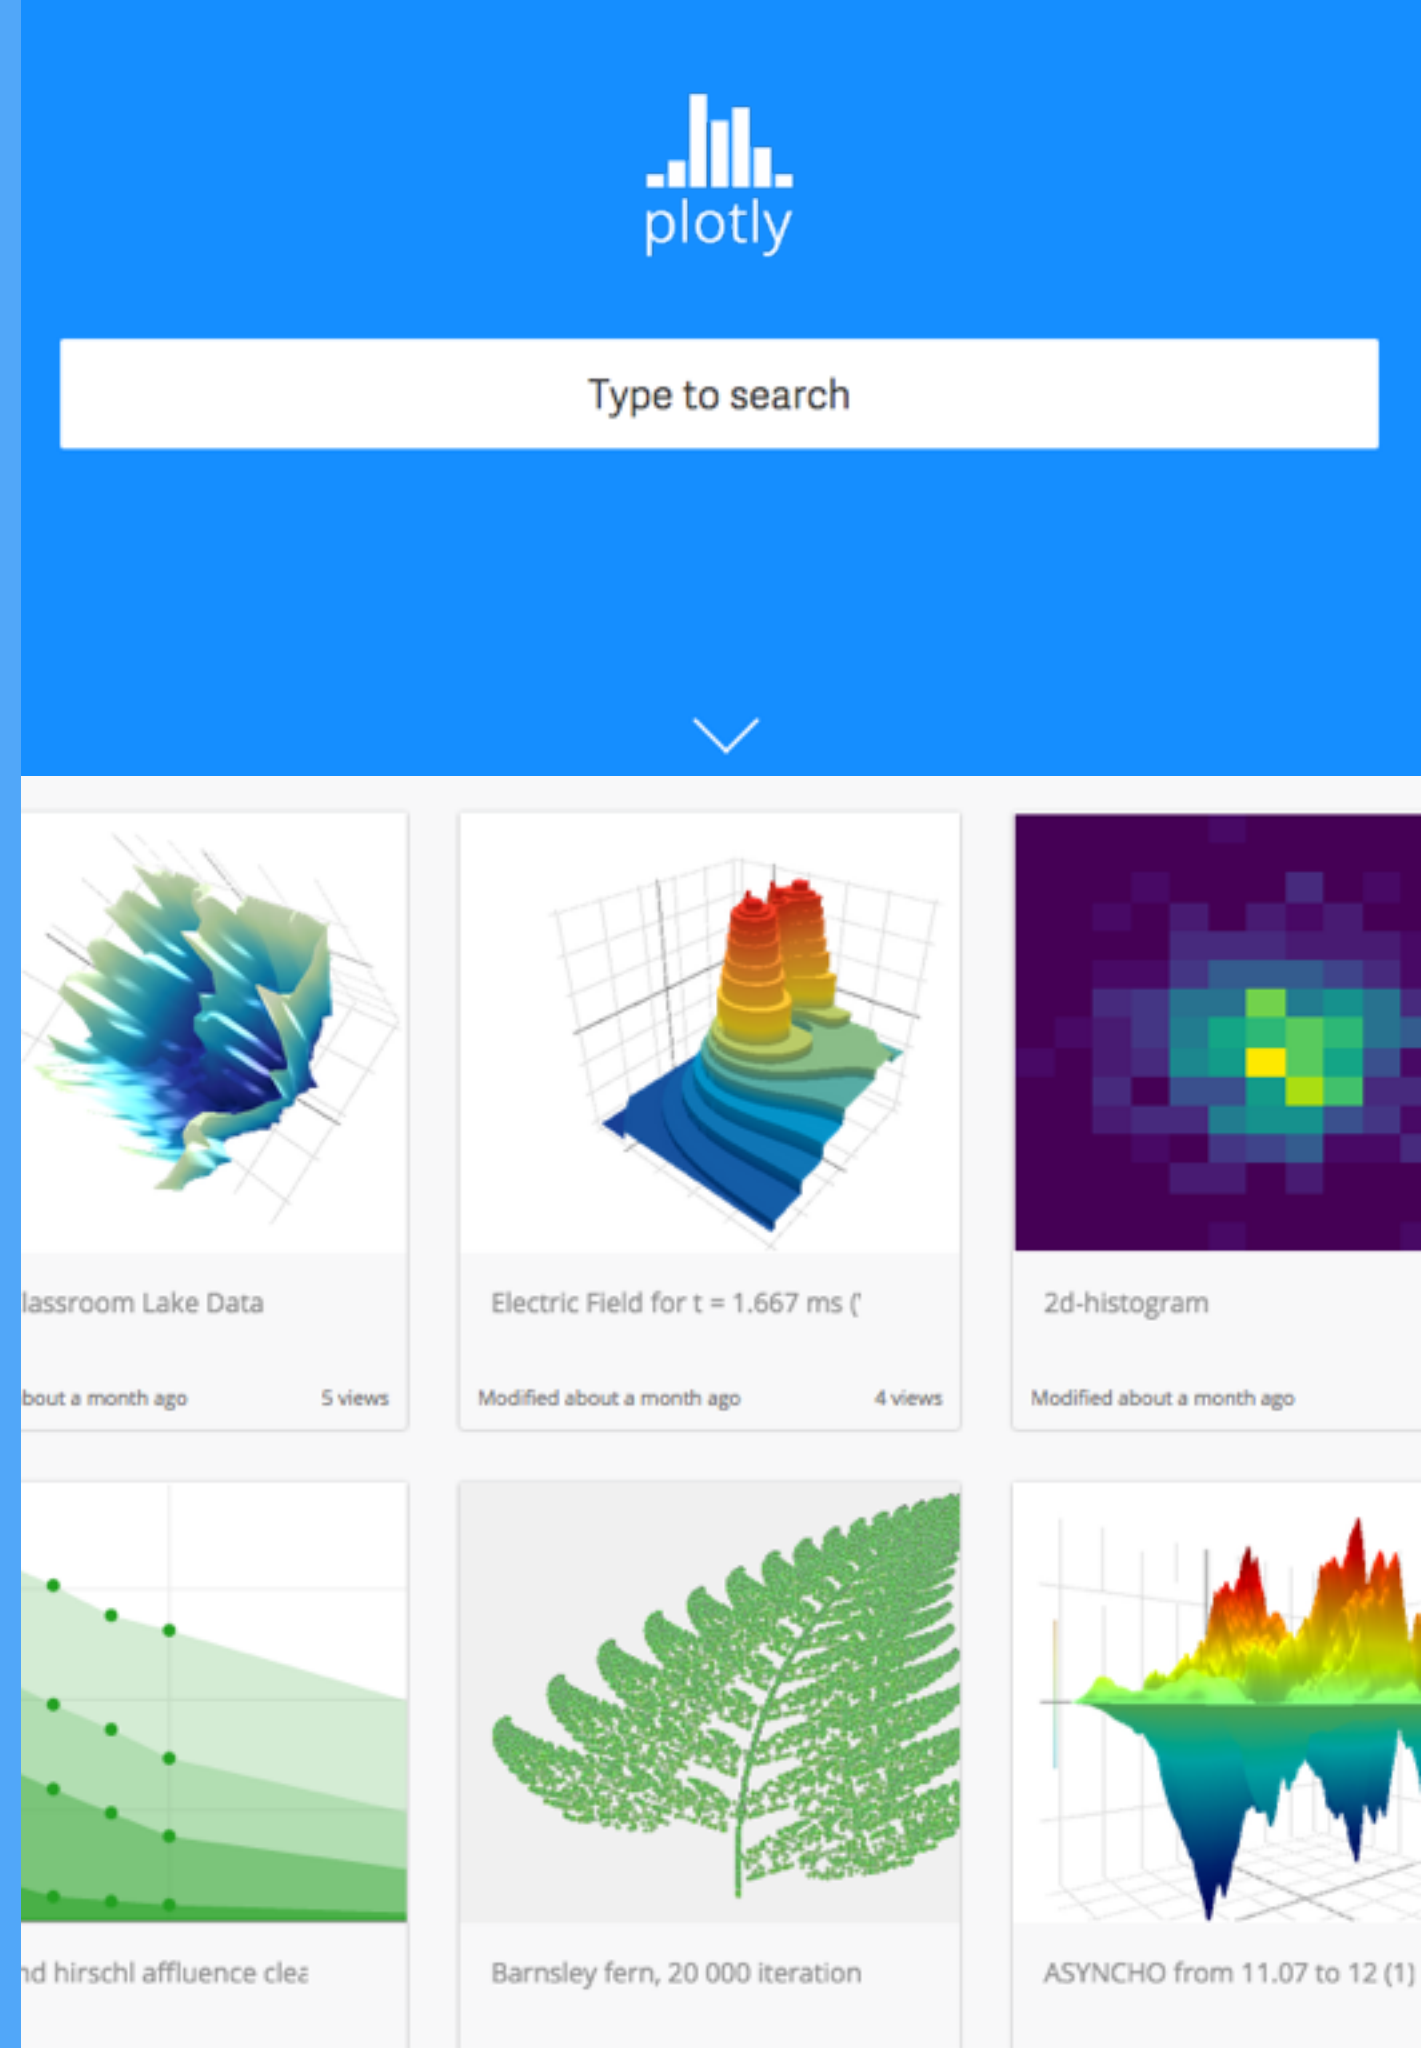 plotly
Type to search
lassroom Lake Data
bout a month ago 5 views
Electric Field for t = 1.667 ms ('
Modified about a month ago 4 views
2d-histogram
Modified about a month ago
nd hirschl affluence clea
Barnsley fern, 20 000 iteration
ASYNCHO from 11.07 to 12 (1)